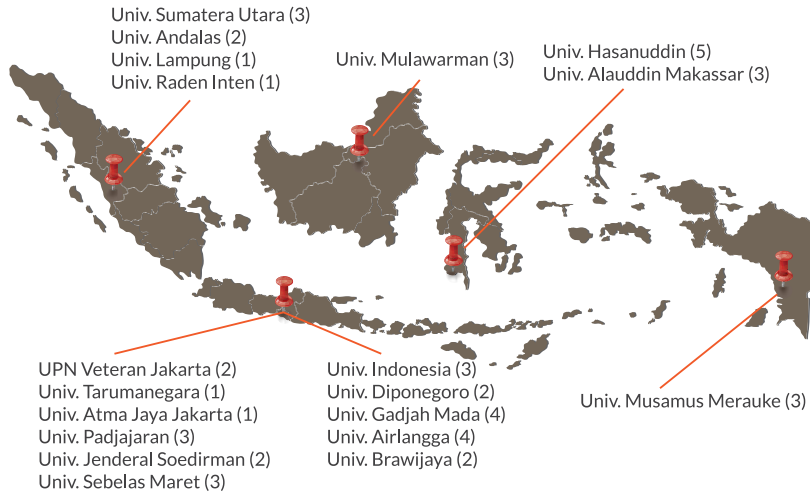 Univ. Sumatera Utara (3)
Univ. Andalas (2)
Univ. Lampung (1)
Univ. Raden Inten (1)
Univ. Mulawarman (3)
Univ. Hasanuddin (5)
Univ. Alauddin Makassar (3)
UPN Veteran Jakarta (2)
Univ. Tarumanegara (1)
Univ. Atma Jaya Jakarta (1)
Univ. Padjajaran (3)
Univ. Jenderal Soedirman (2)
Univ. Sebelas Maret (3)
Univ. Indonesia (3)
Univ. Diponegoro (2)
Univ. Gadjah Mada (4)
Univ. Airlangga (4)
Univ. Brawijaya (2)
Univ. Musamus Merauke (3)